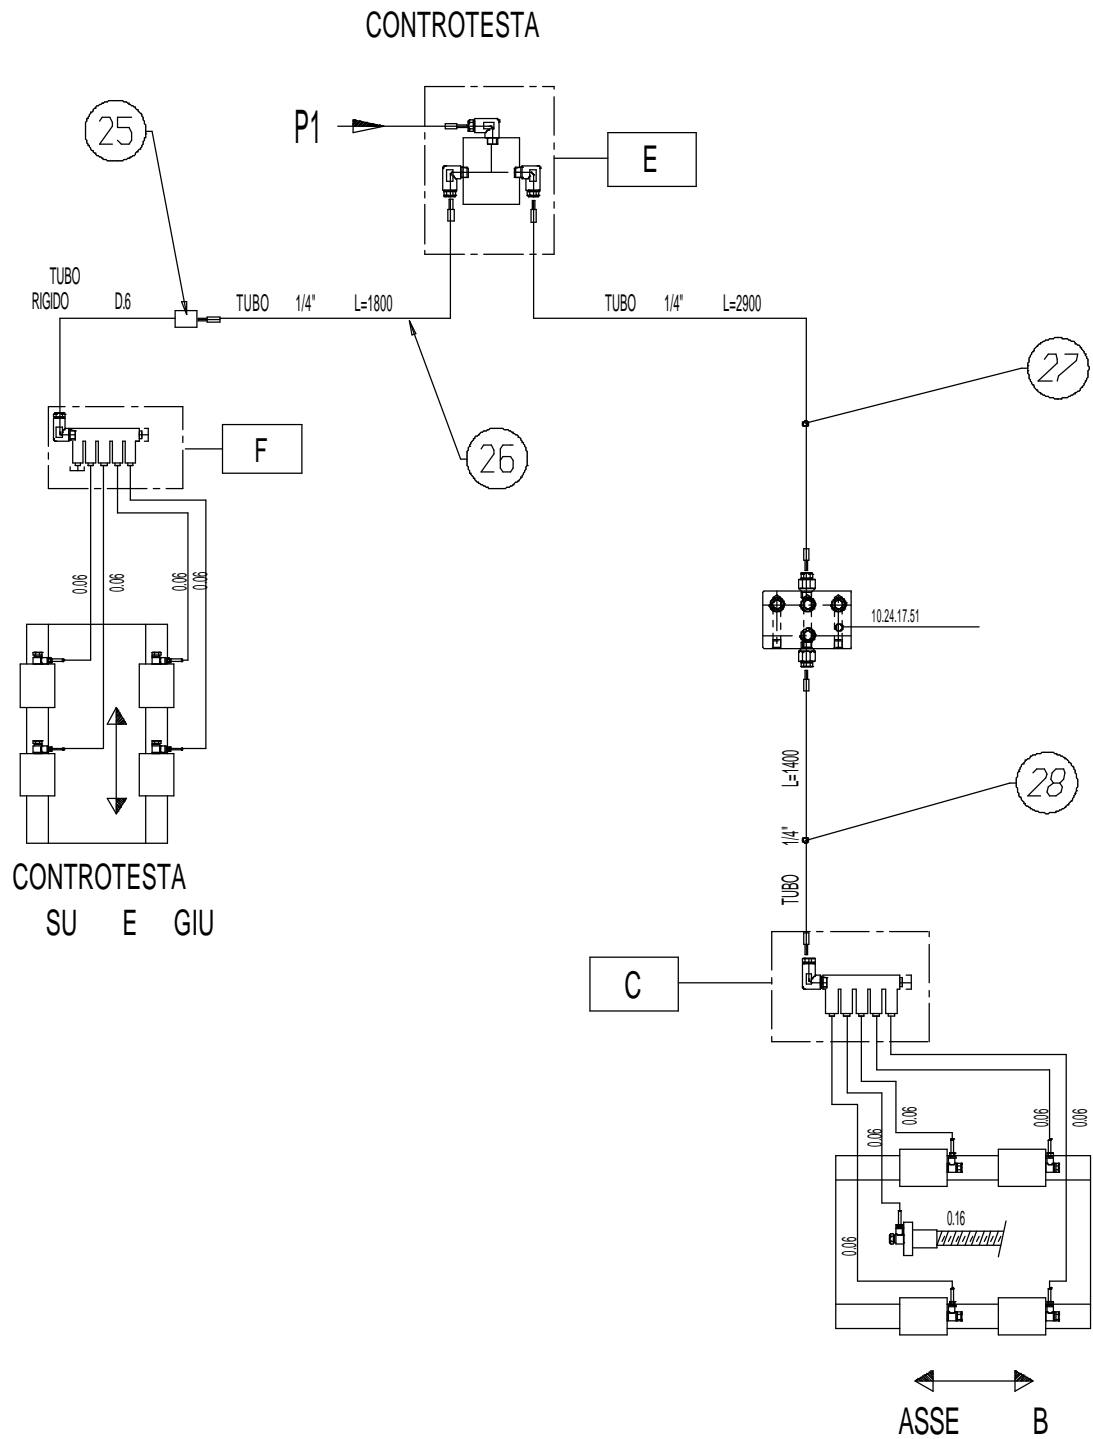 CONTROTESTA
P1
25
E
TUBO
RIGIDO D.6
TUBO 1/4" L=1800
TUBO 1/4" L=2900
27
F
26
0.06
0.06
0.06
0.06
10.24.17.51
TUBO 1/4" L=1400
28
CONTROTESTA
SU E GIU
C
0.06
0.06
0.06
0.06
0.06
0.16
ASSE B